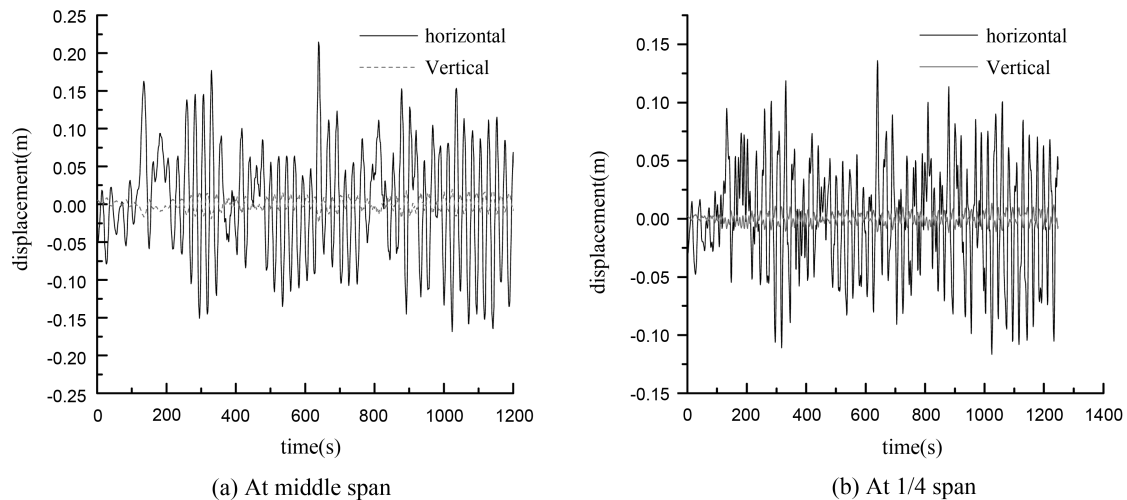 0.25
0.20
0.15
0.10
0.05
0.00
-0.05
-0.10
-0.15
-0.20
-0.25
displacement(m)
horizontal
Vertical
0 200 400 600 800 1000 1200
time(s)
(a) At middle span
0.15
0.10
0.05
0.00
-0.05
-0.10
-0.15
displacement(m)
horizontal
Vertical
0 200 400 600 800 1000 1200 1400
time(s)
(b) At 1/4 span